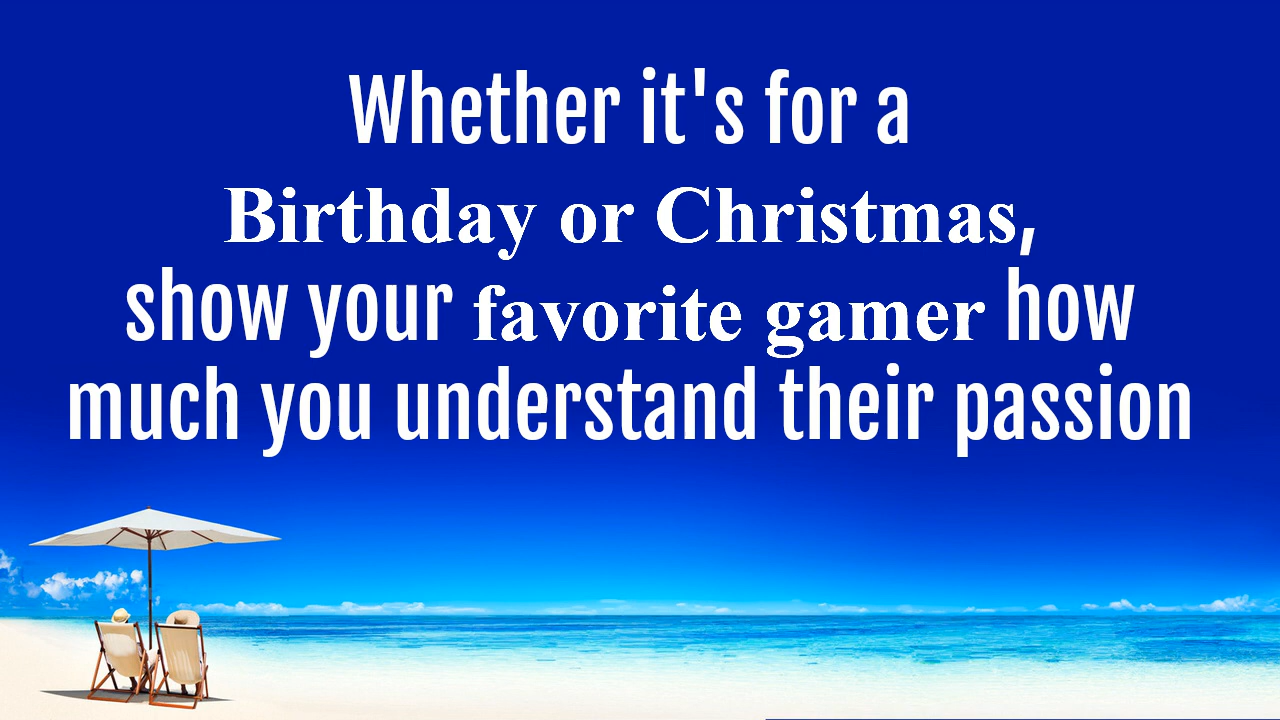 Whether it's for a
Birthday or Christmas,
show your favorite gamer how
much you understand their passion